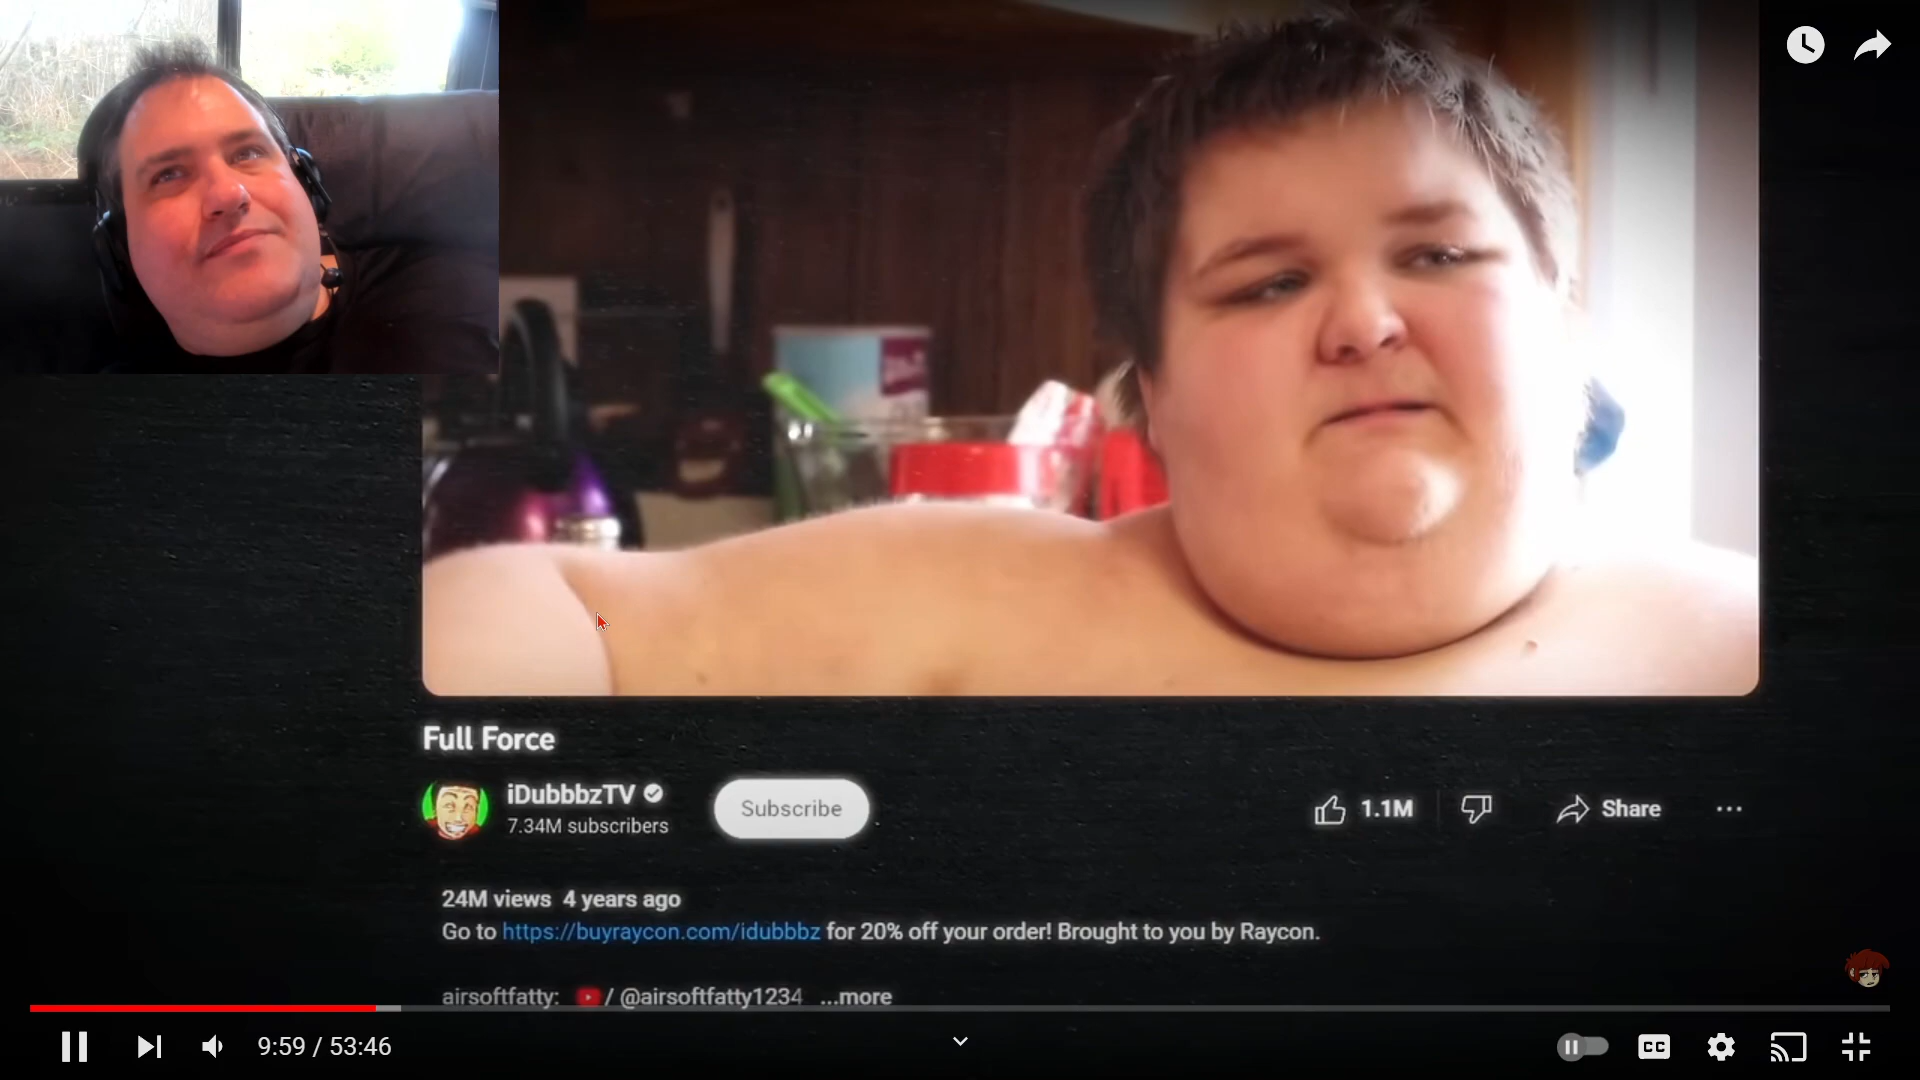 Full Force
iDubbbzTV
7.34M subscribers
Subscribe
1.1M
Share
24M views 4 years ago
Go to https://buyraycon.com/idubbbz for 20% off your order! Brought to you by Raycon.
airsoftfatty: / @airsoftfatty1234 ...more
9:59 / 53:46
CC